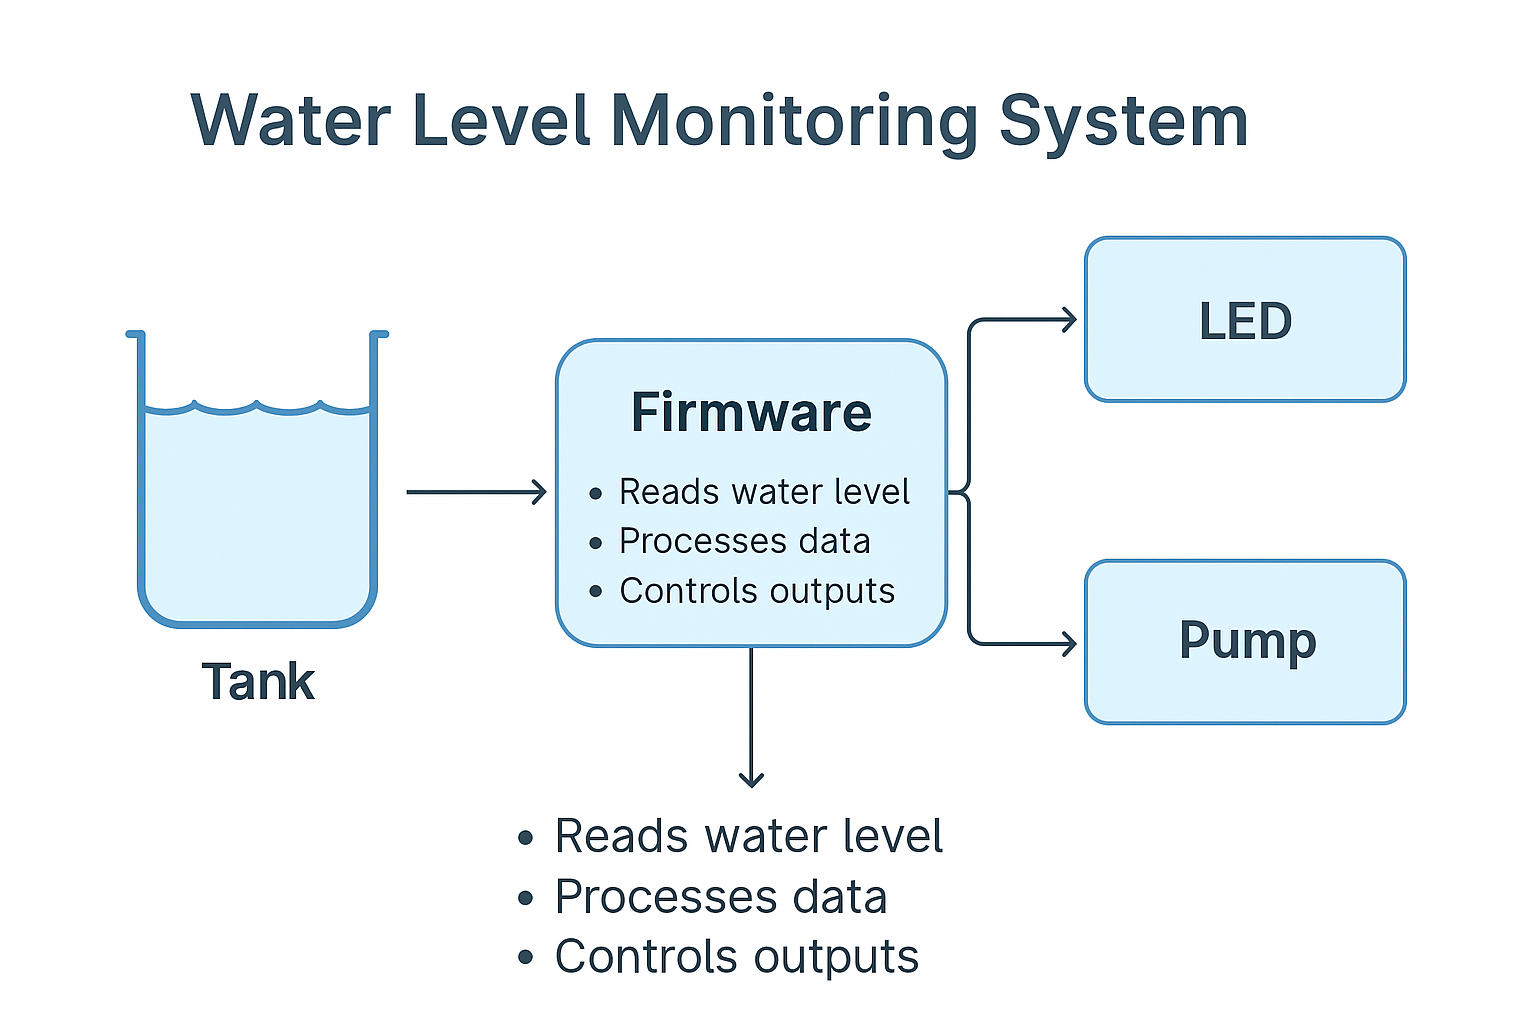 Water Level Monitoring System
Tank
Firmware
• Reads water level
• Processes data
• Controls outputs
LED
Pump
• Reads water level
• Processes data
• Controls outputs